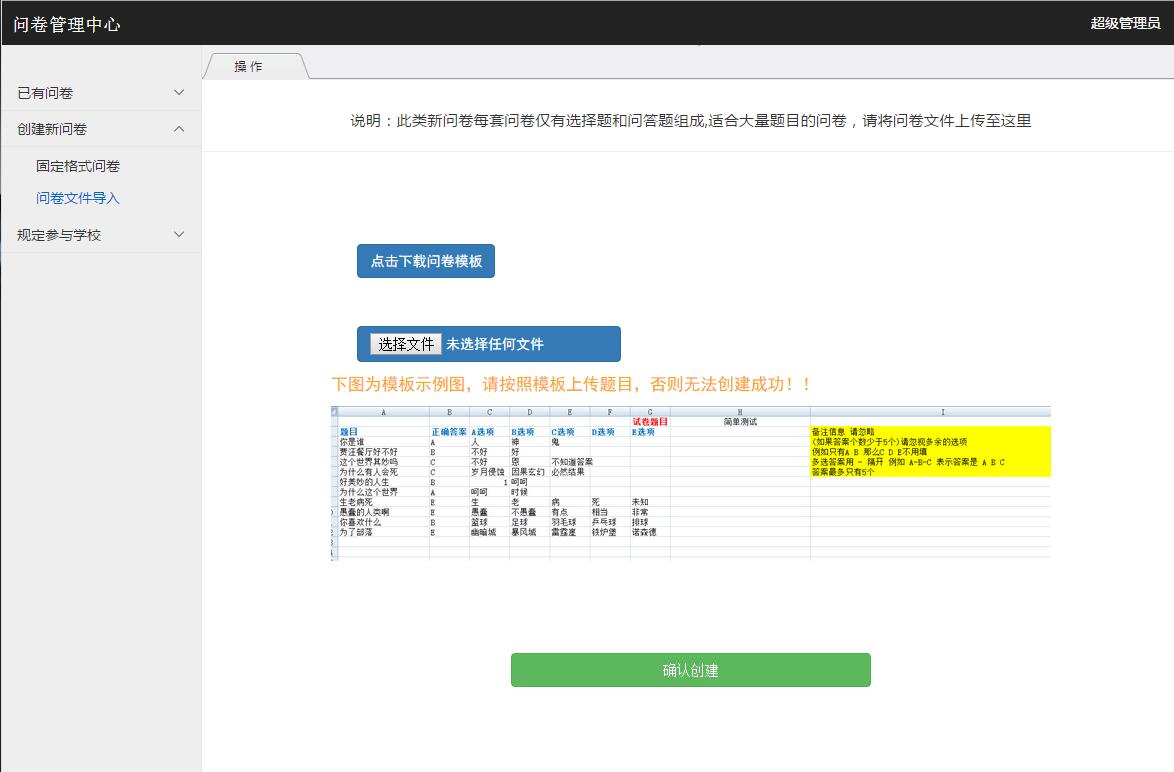 问卷管理中心
超级管理员
已有问卷
创建新问卷
固定格式问卷
问卷文件导入
规定参与学校
操 作
说明：此类新问卷每套问卷仅有选择题和问答题组成,适合大量题目的问卷，请将问卷文件上传至这里
点击下载问卷模板
选择文件 未选择任何文件
下图为模板示例图，请按照模板上传题目，否则无法创建成功！！
A B C D E F G H I
试卷题目 简单测试
题目 正确答案 A选项 B选项 C选项 D选项 E选项 备注信息 请忽略
你是谁 A 人 神 鬼 (如果答案个数少于5个)请忽视多余的选项
贾汪餐厅好不好 B 不好 好 例如只有A B 那么C D E不用填
这个世界其妙吗 C 不好 恩 不知道答案 多选答案用 - 隔开 例如 A-B-C 表示答案是 A B C
为什么有人会死 C 岁月侵蚀 因果玄幻 必然结果 答案最多只有5个
好美妙的人生 B 1 呵呵
为什么这个世界 A 呵呵 时候
生老病死 E 生 老 病 死 未知
愚蠢的人类啊 E 愚蠢 不愚蠢 有点 相当 非常
你喜欢什么 B 篮球 足球 羽毛球 乒乓球 排球
为了部落 E 幽暗城 暴风城 雷霆崖 铁炉堡 诺森德
确认创建